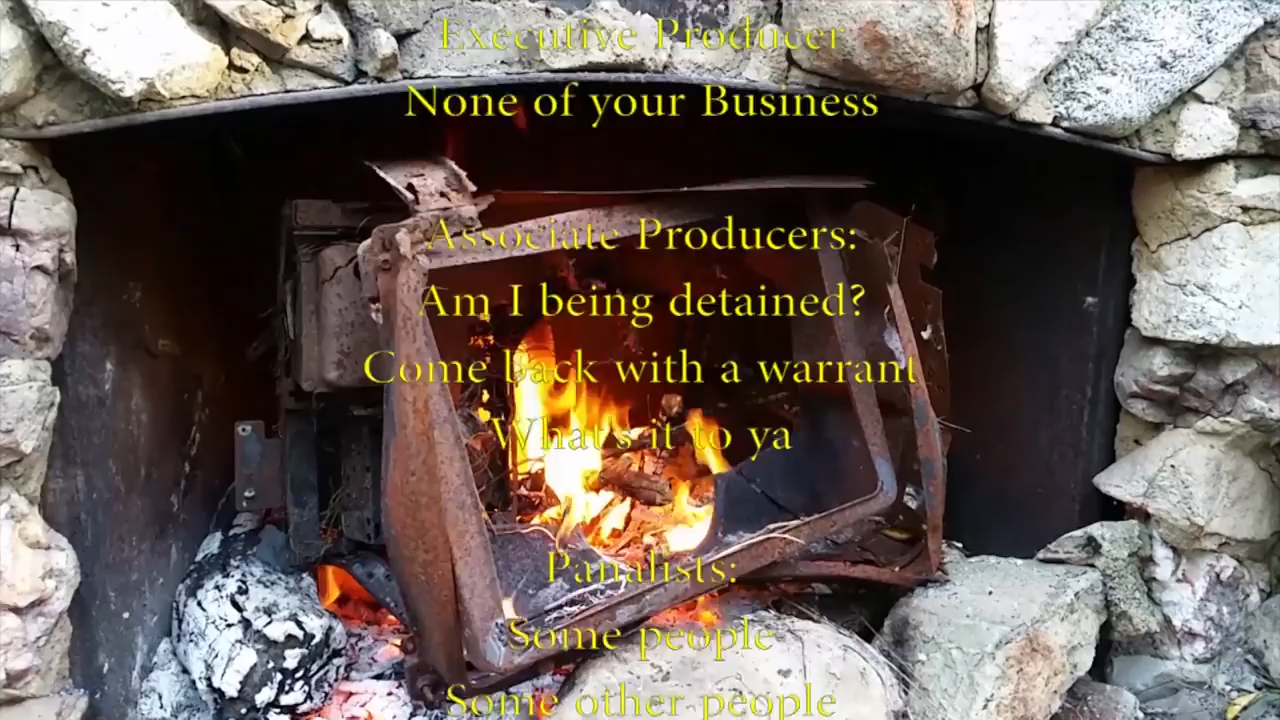 Executive Producer
None of your Business
Associate Producers:
Am I being detained?
Come back with a warrant
What's it to ya
Panalists:
Some people
Some other people